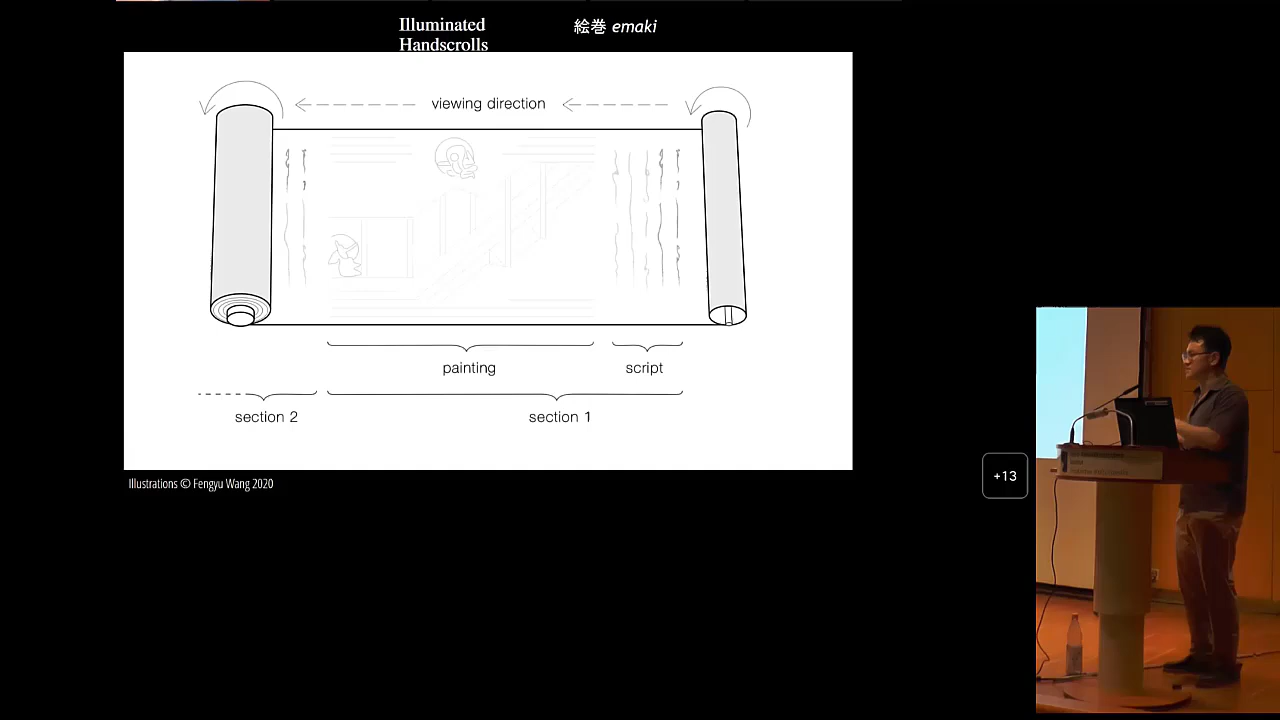 Illuminated
Handscrolls
絵巻 emaki
viewing direction
painting
script
section 2
section 1
Illustrations © Fengyu Wang 2020
+13